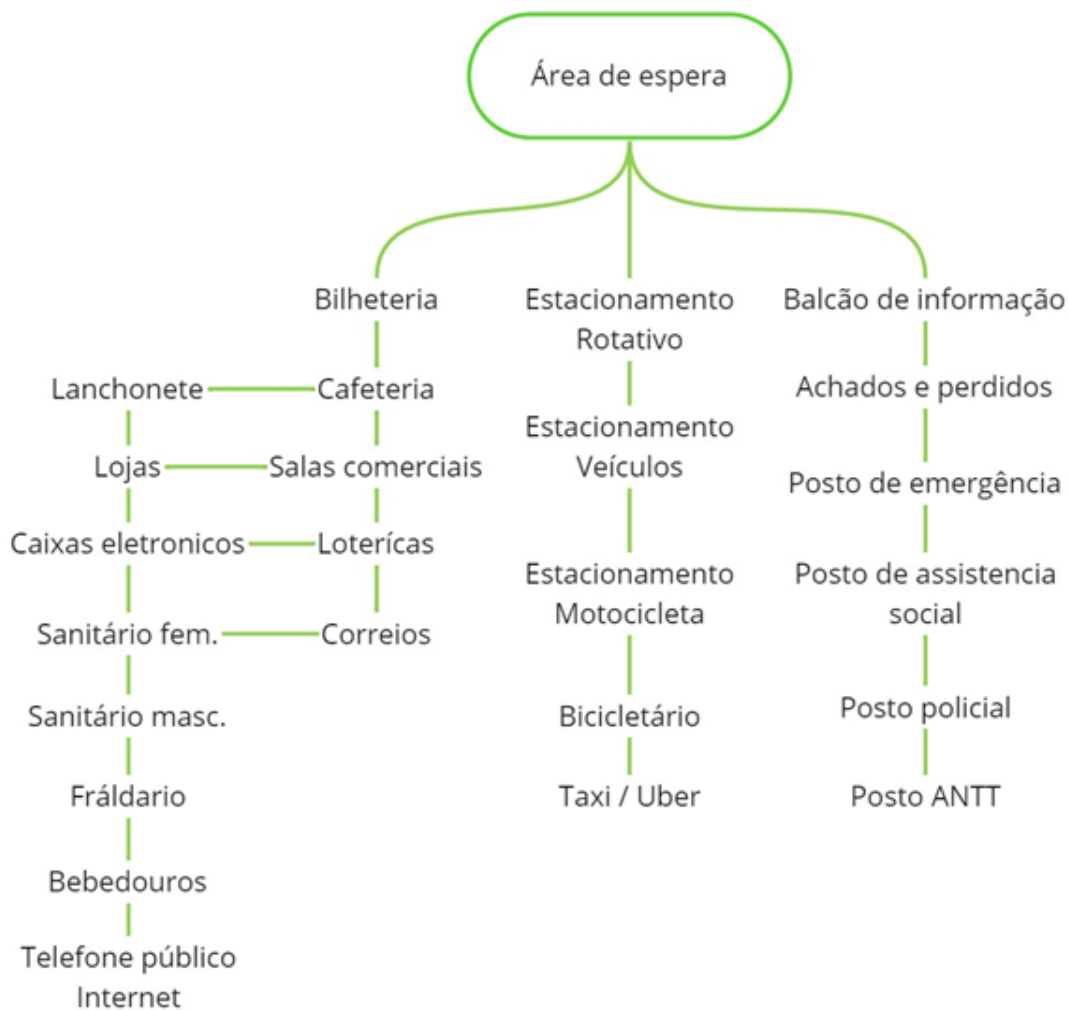 Área de espera
Bilheteria
Estacionamento
Rotativo
Balcão de informação
Lanchonete
Cafeteria
Achados e perdidos
Estacionamento
Veículos
Lojas
Salas comerciais
Posto de emergência
Caixas eletronicos
Loterícas
Estacionamento
Motocicleta
Posto de assistencia
social
Sanitário fem.
Correios
Sanitário masc.
Bicicletário
Posto policial
Fráldario
Taxi / Uber
Posto ANTT
Bebedouros
Telefone público
Internet